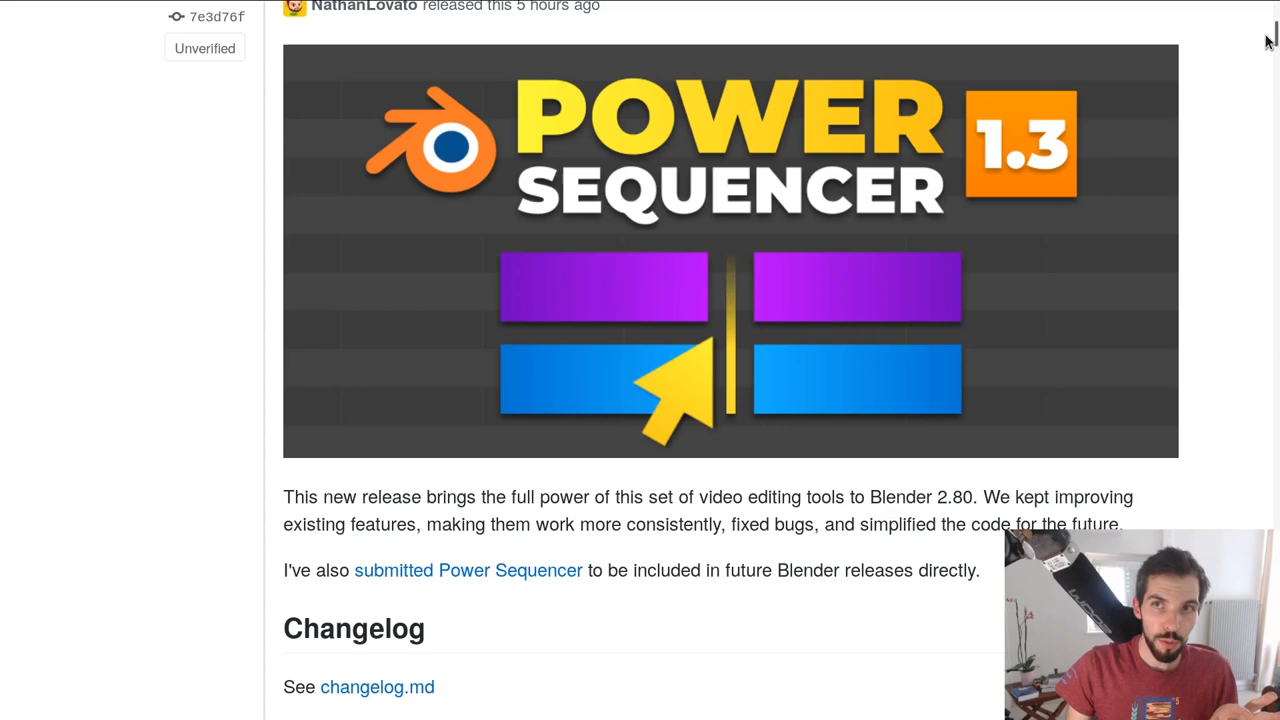 7e3d76f
NathanLovato released this 5 hours ago
Unverified
POWER
SEQUENCER
1.3
This new release brings the full power of this set of video editing tools to Blender 2.80. We kept improving
existing features, making them work more consistently, fixed bugs, and simplified the code for the future.
I've also submitted Power Sequencer to be included in future Blender releases directly.
Changelog
See changelog.md